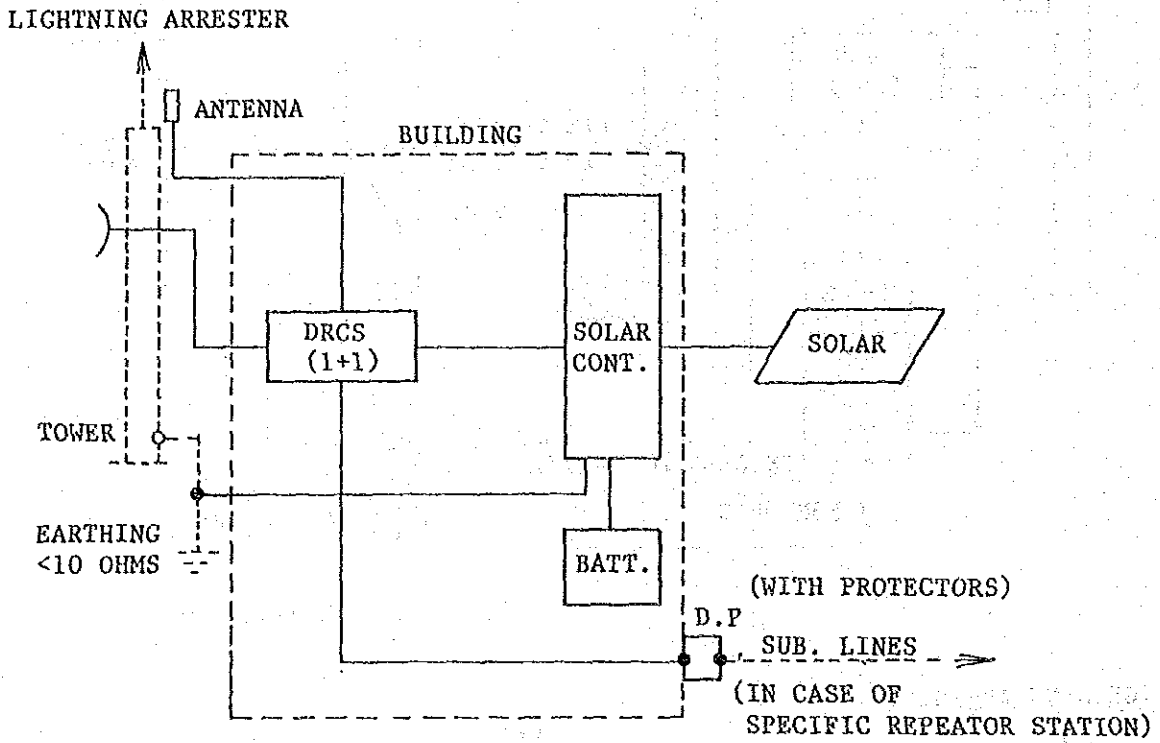 LIGHTNING ARRESTER
ANTENNA
BUILDING
DRCS
(1+1)
SOLAR
CONT.
SOLAR
TOWER
EARTHING
<10 OHMS
BATT.
(WITH PROTECTORS)
D.P
SUB. LINES
(IN CASE OF
SPECIFIC REPEATOR STATION)